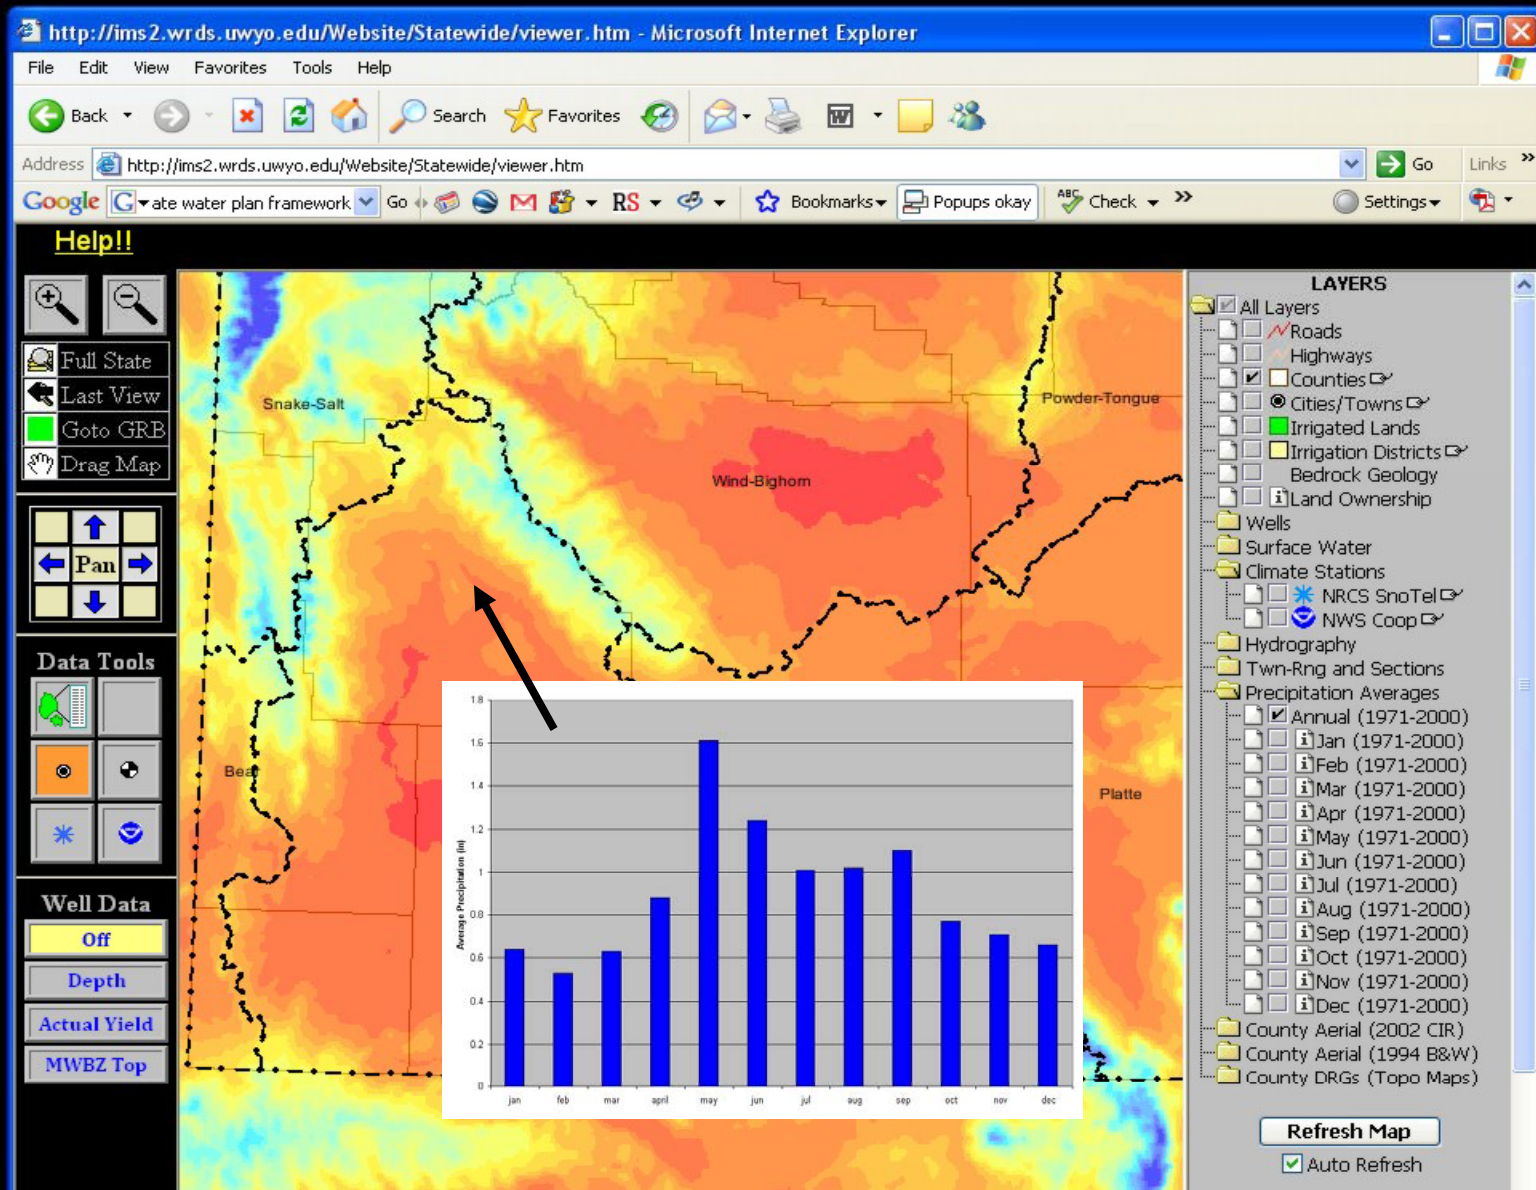 http://ims2.wrds.uwyo.edu/Website/Statewide/viewer.htm - Microsoft Internet Explorer
File Edit View Favorites Tools Help
Back Search Favorites
Address http://ims2.wrds.uwyo.edu/Website/Statewide/viewer.htm Go Links »
Google G ate water plan framework Go RS Bookmarks Popups okay ABC Check » Settings
Help!!
Full State
Last View
Goto GRB
Drag Map
Pan
Data Tools
Well Data
Off
Depth
Actual Yield
MWBZ Top
Snake-Salt
Powder-Tongue
Wind-Bighorn
Bear
Platte
Average Precipitation (in)
1.8
1.6
1.4
1.2
1
0.8
0.6
0.4
0.2
0
jan feb mar april may jun jul aug sep oct nov dec
LAYERS
All Layers
Roads
Highways
Counties
Cities/Towns
Irrigated Lands
Irrigation Districts
Bedrock Geology
Land Ownership
Wells
Surface Water
Climate Stations
NRCS SnoTel
NWS Coop
Hydrography
Twn-Rng and Sections
Precipitation Averages
Annual (1971-2000)
Jan (1971-2000)
Feb (1971-2000)
Mar (1971-2000)
Apr (1971-2000)
May (1971-2000)
Jun (1971-2000)
Jul (1971-2000)
Aug (1971-2000)
Sep (1971-2000)
Oct (1971-2000)
Nov (1971-2000)
Dec (1971-2000)
County Aerial (2002 CIR)
County Aerial (1994 B&W)
County DRGs (Topo Maps)
Refresh Map
Auto Refresh